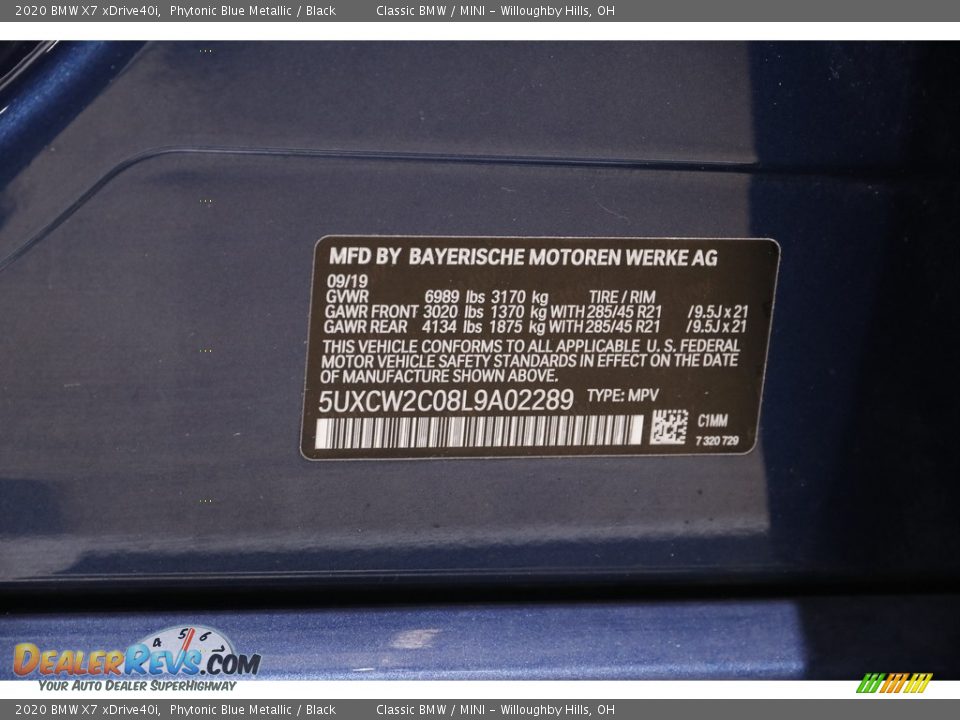 2020 BMW X7 xDrive40i, Phytonic Blue Metallic / Black Classic BMW / MINI - Willoughby Hills, OH
MFD BY BAYERISCHE MOTOREN WERKE AG
09/19
GVWR 6989 lbs 3170 kg TIRE / RIM
GAWR FRONT 3020 lbs 1370 kg WITH 285/45 R21 /9.5J x 21
GAWR REAR 4134 lbs 1875 kg WITH 285/45 R21 /9.5J x 21
THIS VEHICLE CONFORMS TO ALL APPLICABLE U. S. FEDERAL
MOTOR VEHICLE SAFETY STANDARDS IN EFFECT ON THE DATE
OF MANUFACTURE SHOWN ABOVE.
5UXCW2C08L9A02289 TYPE: MPV
C1MM
7 320 729
4 5 6
DealerRevs.com
Your Auto Dealer SuperHighway
2020 BMW X7 xDrive40i, Phytonic Blue Metallic / Black Classic BMW / MINI - Willoughby Hills, OH